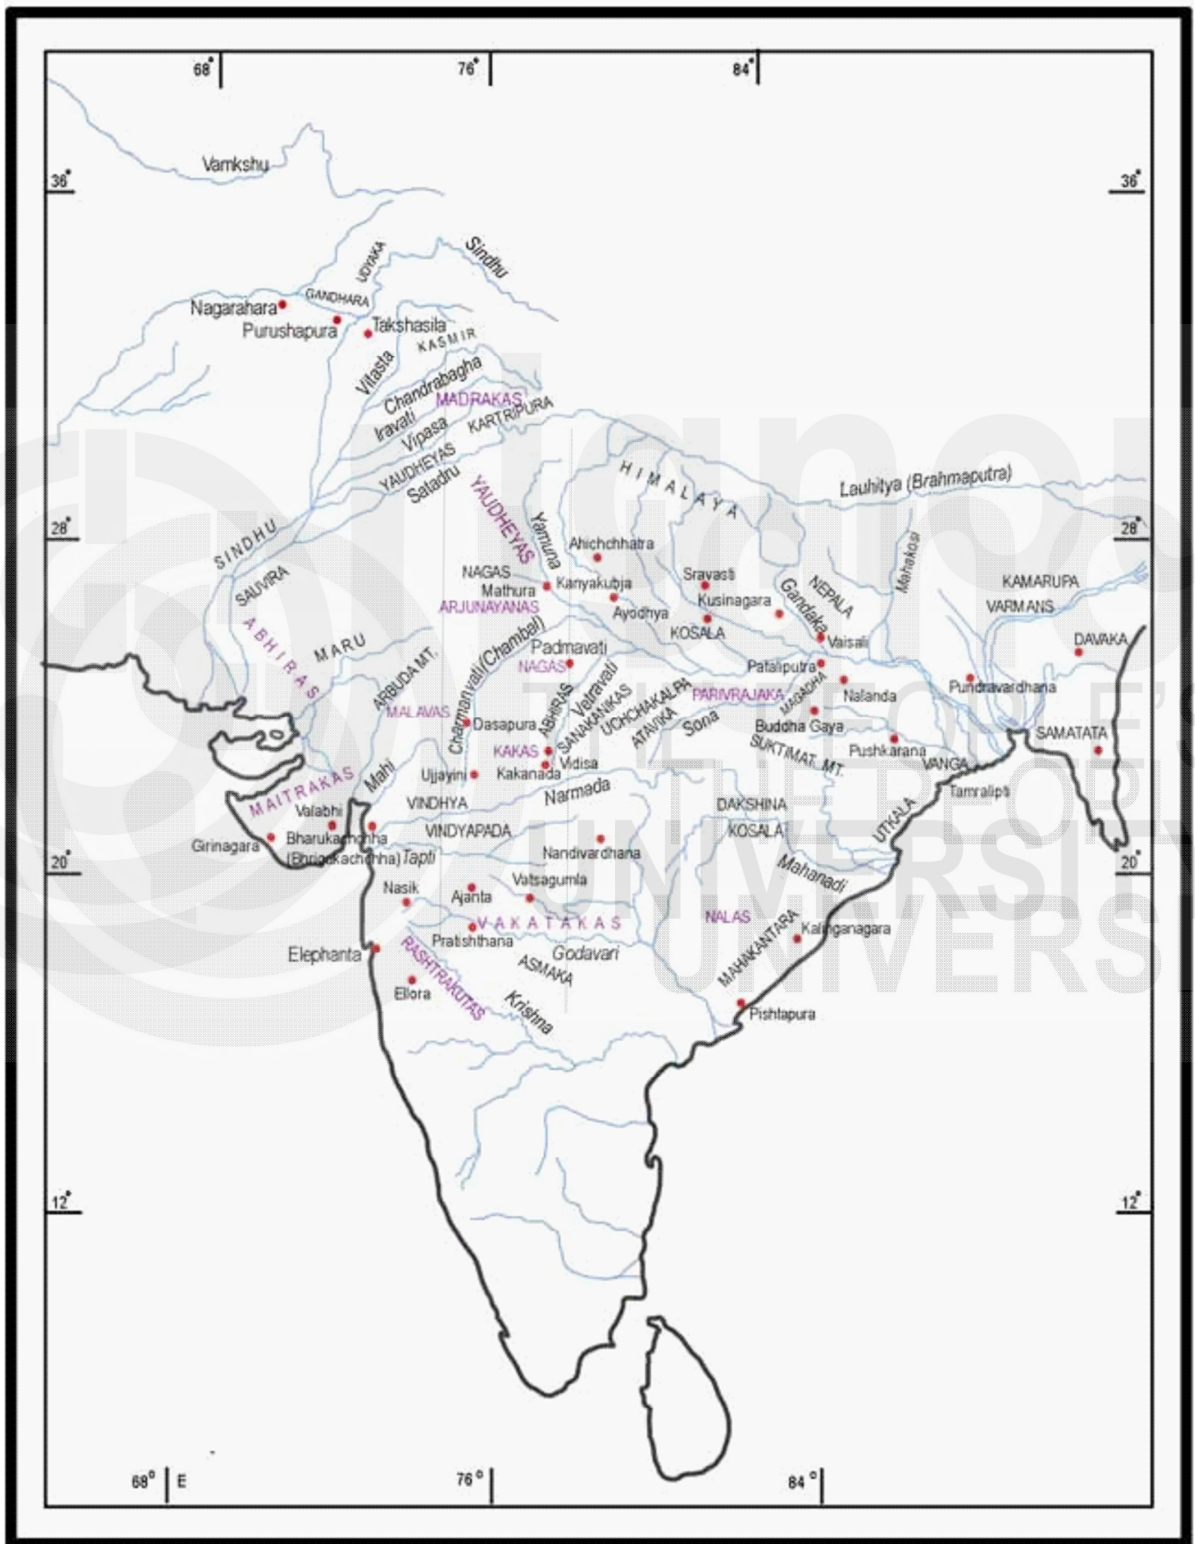 68°
76°
84°
Vamkshu
36°
36°
UDYAKA
Sindhu
GANDHARA
Nagarahara
Purushapura
Takshasila
KASMIR
Vitasta
Chandrabagha
MADRAKAS
Iravati
Vipasa
KARTRIPURA
YAUDHEYAS
Satadru
YAUDHEYAS
HIMALAYA
Lauhitya (Brahmaputra)
28°
28°
SINDHU
Yamuna
Ahichchhatra
Mahakosi
SAUVIRA
NAGAS
Mathura
Kanyakubja
Sravasti
Kusinagara
Gandaka
NEPALA
KAMARUPA
VARMANS
ARJUNAYANAS
Ayodhya
KOSALA
ABHIRAS
MARU
ARBUDA MT.
Charmanvati (Chambal)
Padmavati
NAGAS
Vaisali
DAVAKA
Pataliputra
PARIVRAJAKA
MAGADHA
Nalanda
Pundravardhana
MALAVAS
Dasapura
ABHIRAS
Vetravati
SANAKANIKAS
UCHCHAKALPA
ATAVIKA
Sona
Buddha Gaya
SAMATATA
KAKAS
Vidisa
Kakanada
SUKTIMAT. MT.
Pushkarana
VANGA
Ujjayini
Mahi
MAITRAKAS
VINDHYA
Narmada
Tamralipti
DAKSHINA
KOSALA
UTKALA
Valabhi
Girinagara
Bharukachchha
(Bhrigukachchha)
VINDYAPADA
Tapti
Nandivardhana
20°
20°
Mahanadi
Nasik
Ajanta
Vatsagumla
VAKATAKAS
NALAS
MAHAKANTARA
Kalinganagara
Pratishthana
Godavari
Elephanta
RASHTRAKUTAS
ASMAKA
Ellora
Krishna
Pishtapura
12°
12°
68° E
76°
84°
ignou
THE PEOPLE'S
UNIVERSITY